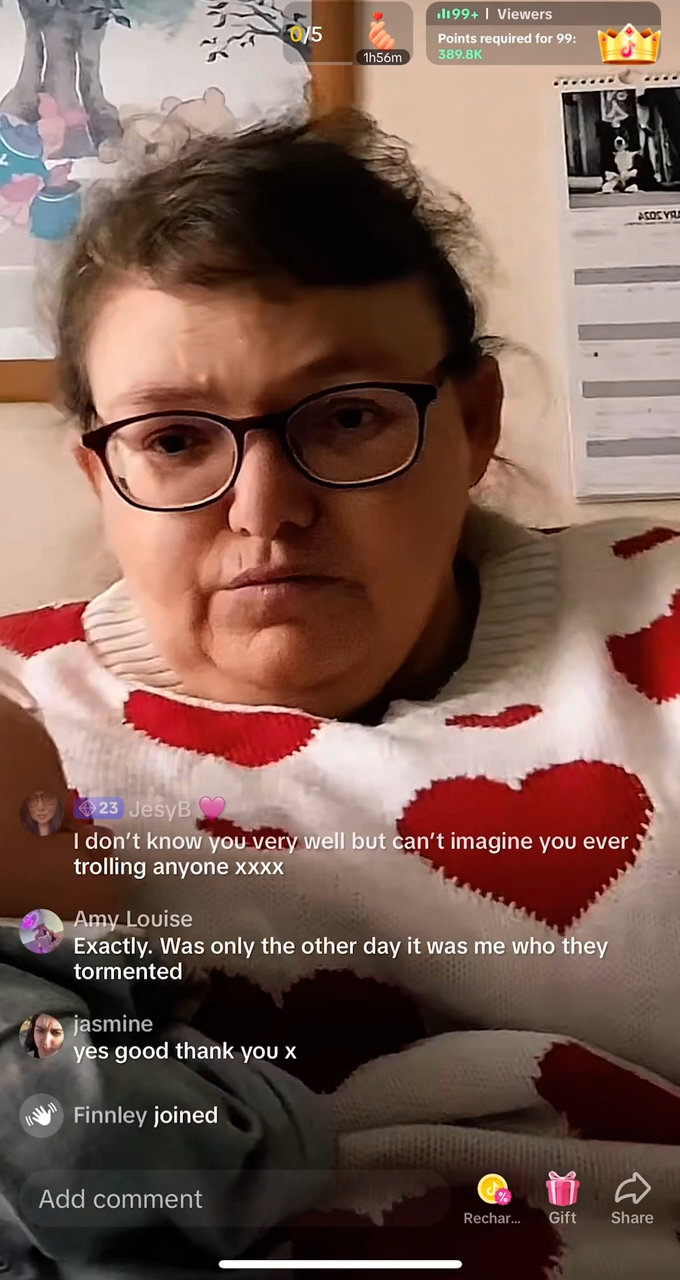 0/5
1h56m
99+ | Viewers
Points required for 99:
389.8K
23 JesyB 🩷
I don't know you very well but can't imagine you ever
trolling anyone xxxx
Amy Louise
Exactly. Was only the other day it was me who they
tormented
jasmine
yes good thank you x
Finnley joined
Add comment
Rechar...
Gift
Share